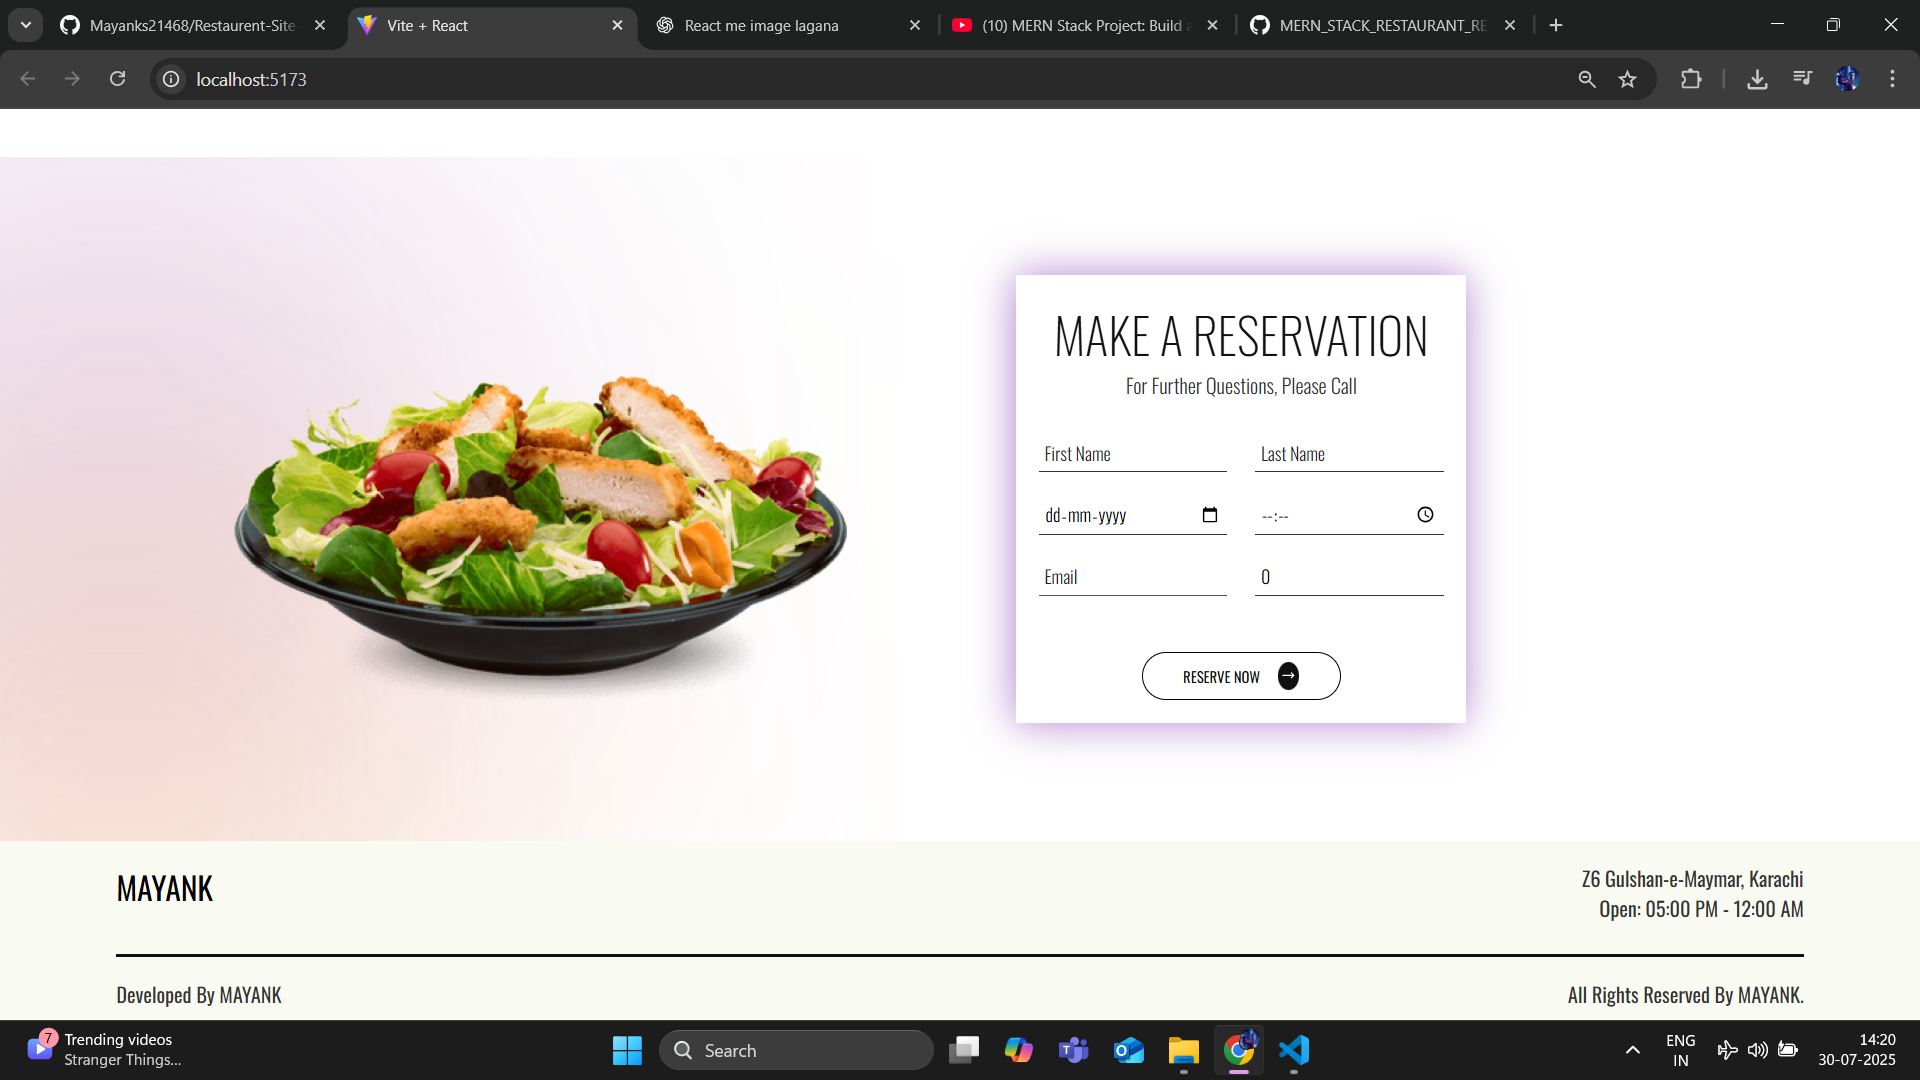 Mayanks21468/Restaurent-Site-
Vite + React
React me image lagana
(10) MERN Stack Project: Build a
MERN_STACK_RESTAURANT_RE
localhost:5173
MAKE A RESERVATION
For Further Questions, Please Call
First Name
Last Name
dd-mm-yyyy
--:--
Email
0
RESERVE NOW
MAYANK
Z6 Gulshan-e-Maymar, Karachi
Open: 05:00 PM - 12:00 AM
Developed By MAYANK
All Rights Reserved By MAYANK.
7
Trending videos
Stranger Things...
Search
ENG
IN
14:20
30-07-2025